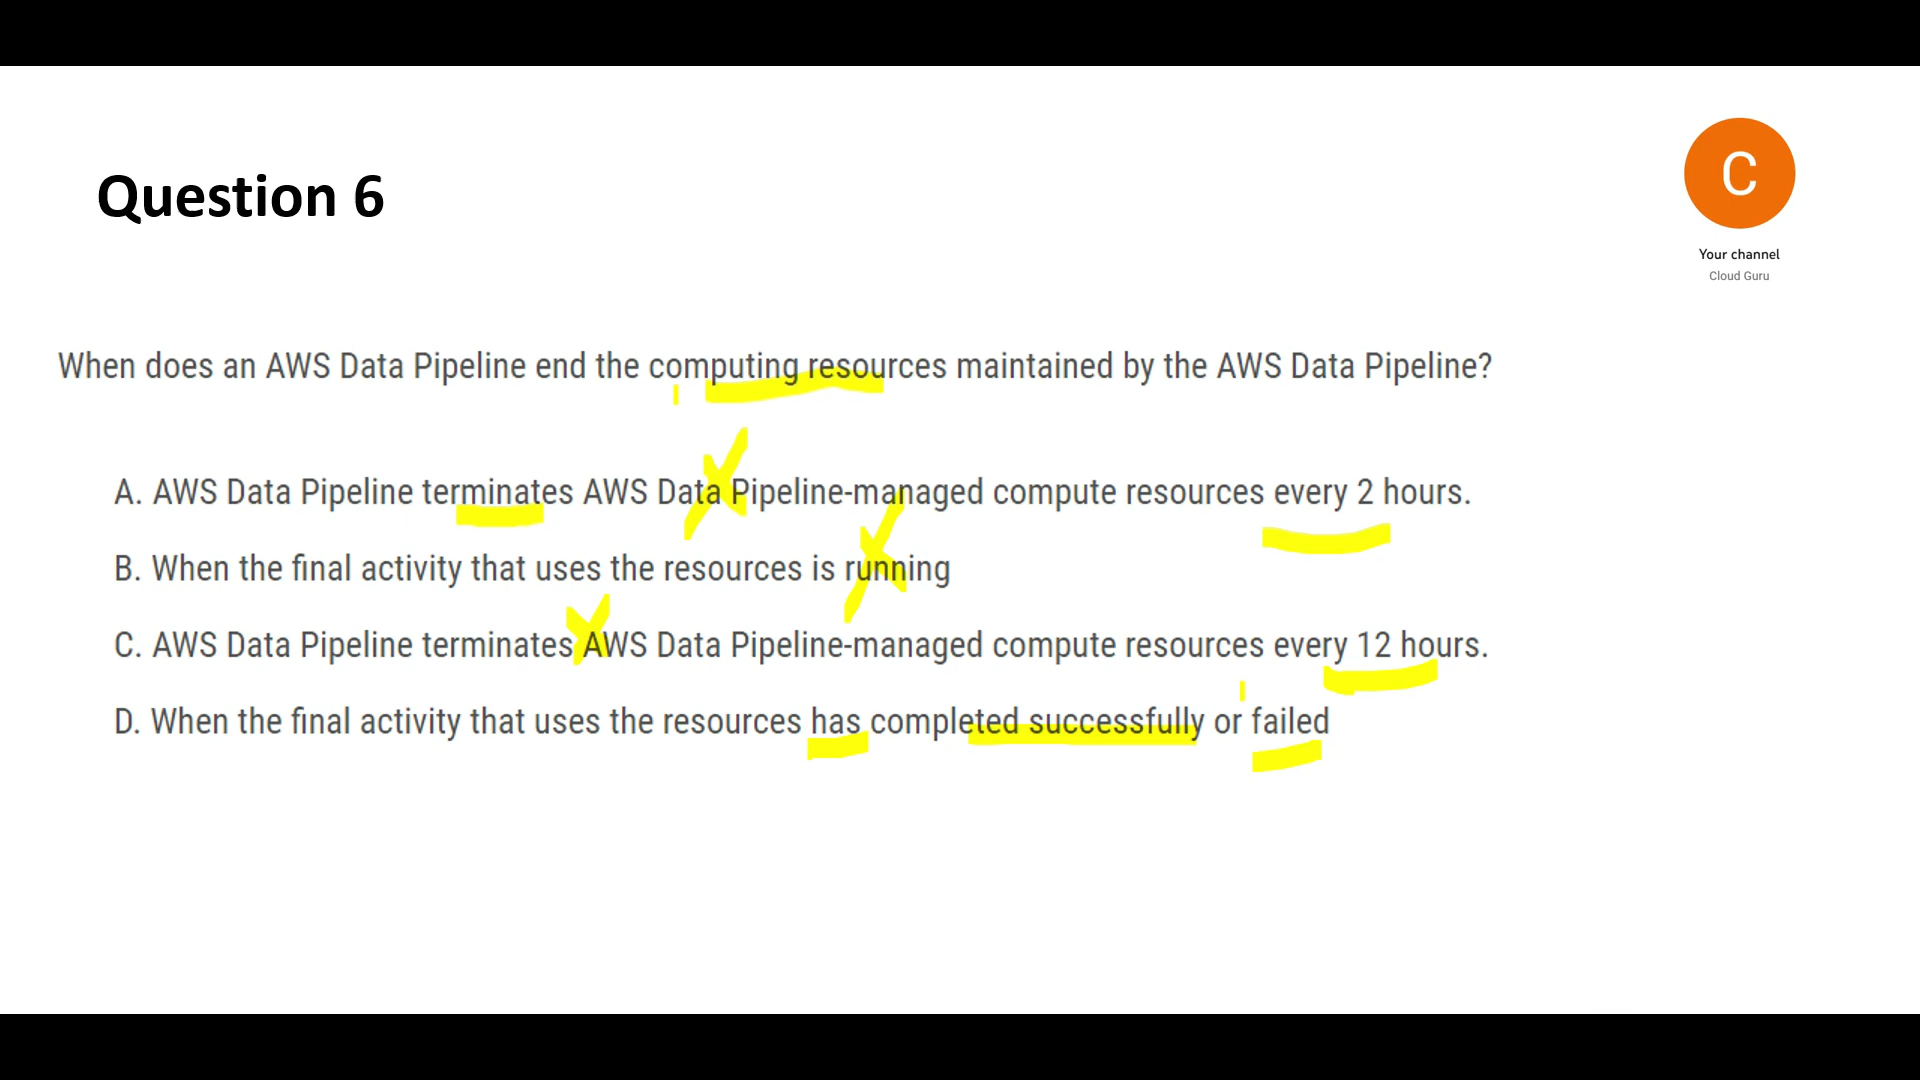 Question 6
C
Your channel
Cloud Guru
When does an AWS Data Pipeline end the computing resources maintained by the AWS Data Pipeline?
A. AWS Data Pipeline terminates AWS Data Pipeline-managed compute resources every 2 hours.
B. When the final activity that uses the resources is running
C. AWS Data Pipeline terminates AWS Data Pipeline-managed compute resources every 12 hours.
D. When the final activity that uses the resources has completed successfully or failed